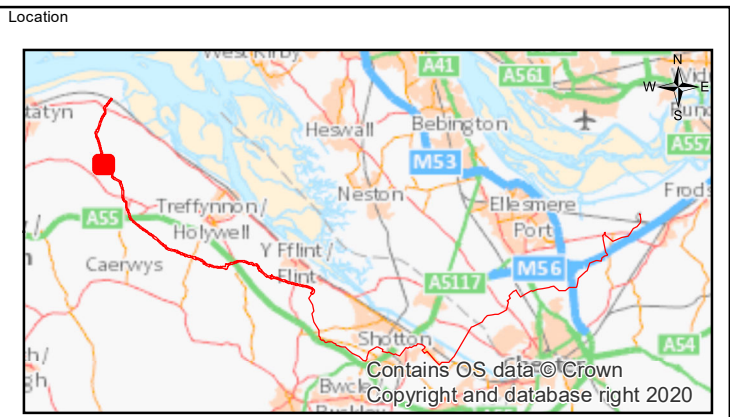 Location
West Kirby
A41
A561
N
W
E
S
tatyn
Heswall
Bebington
A557
M53
Neston
Treffynnon /
Holywell
Ellesmere
Port
Frods
A55
Caerwys
Y Fflint /
Flint
M56
A5117
Shotton
A54
Contains OS data © Crown
Copyright and database right 2020